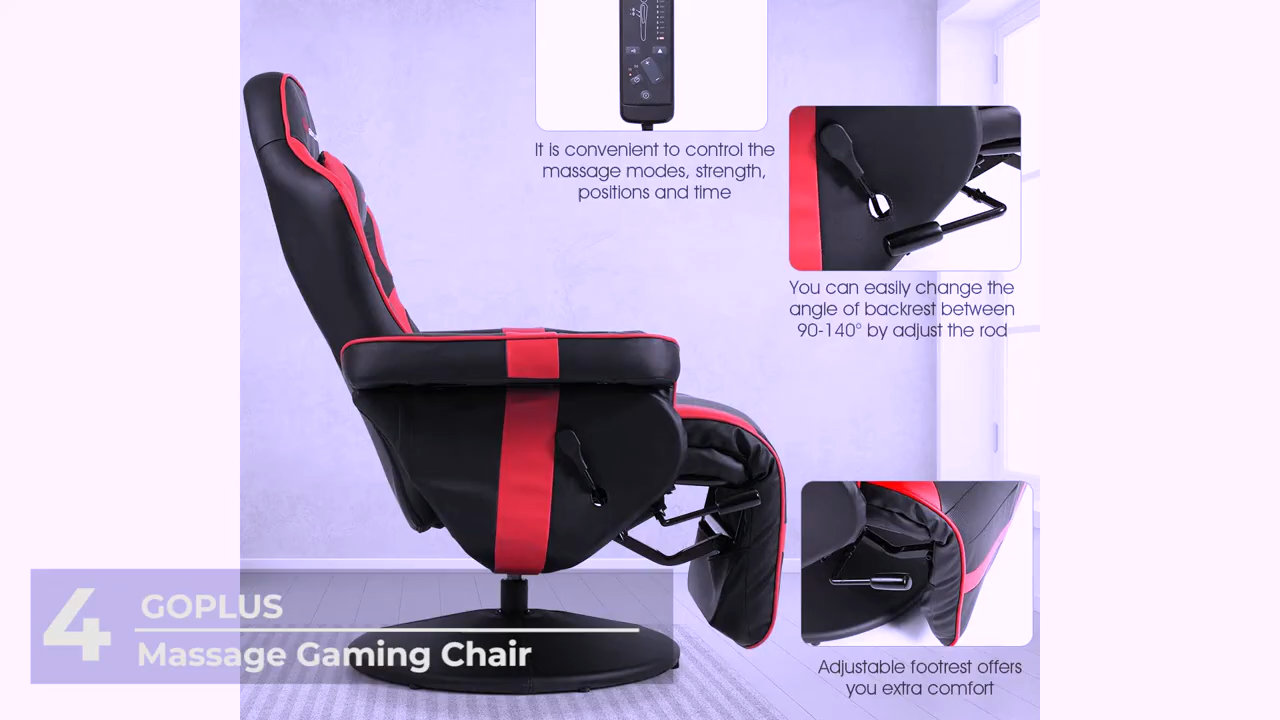 It is convenient to control the
massage modes, strength,
positions and time
You can easily change the
angle of backrest between
90-140° by adjust the rod
Adjustable footrest offers
you extra comfort
4
GOPLUS
Massage Gaming Chair